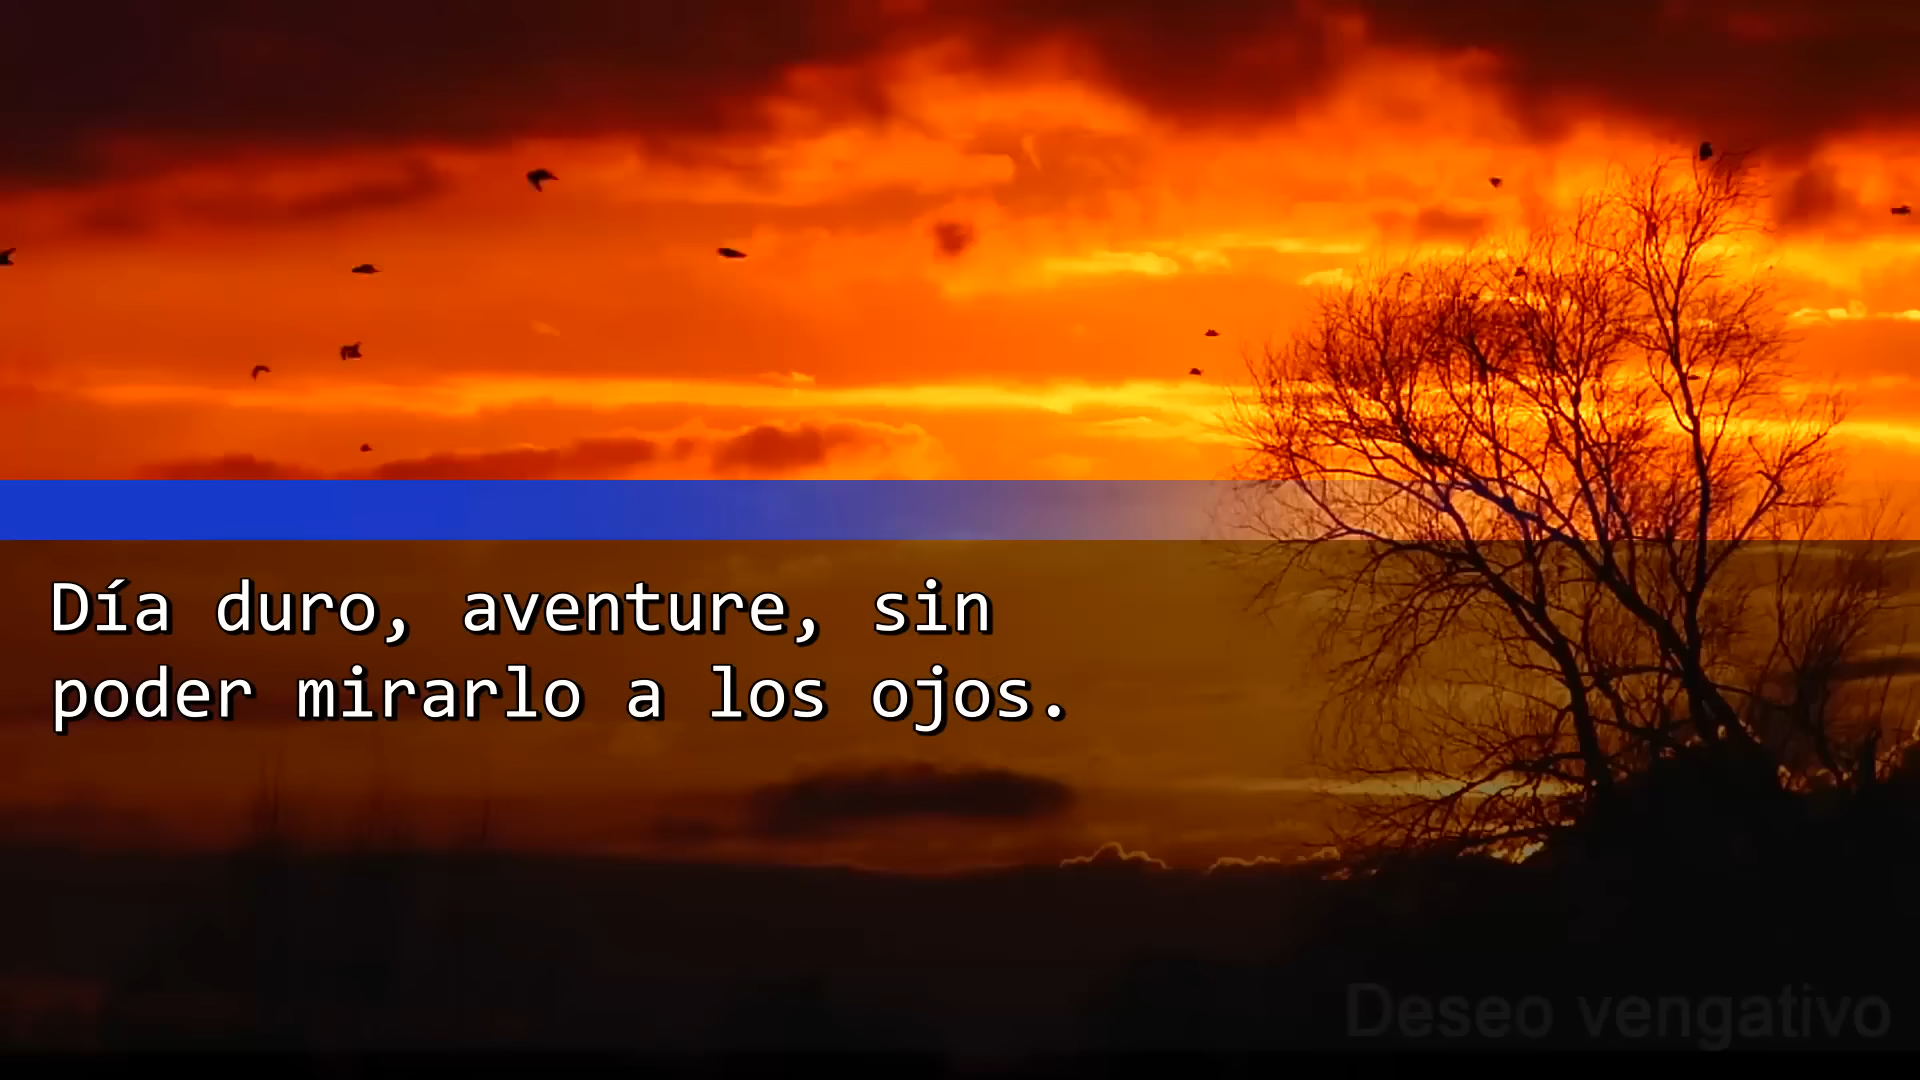 Día duro, aventure, sin
poder mirarlo a los ojos.
Deseo vengativo